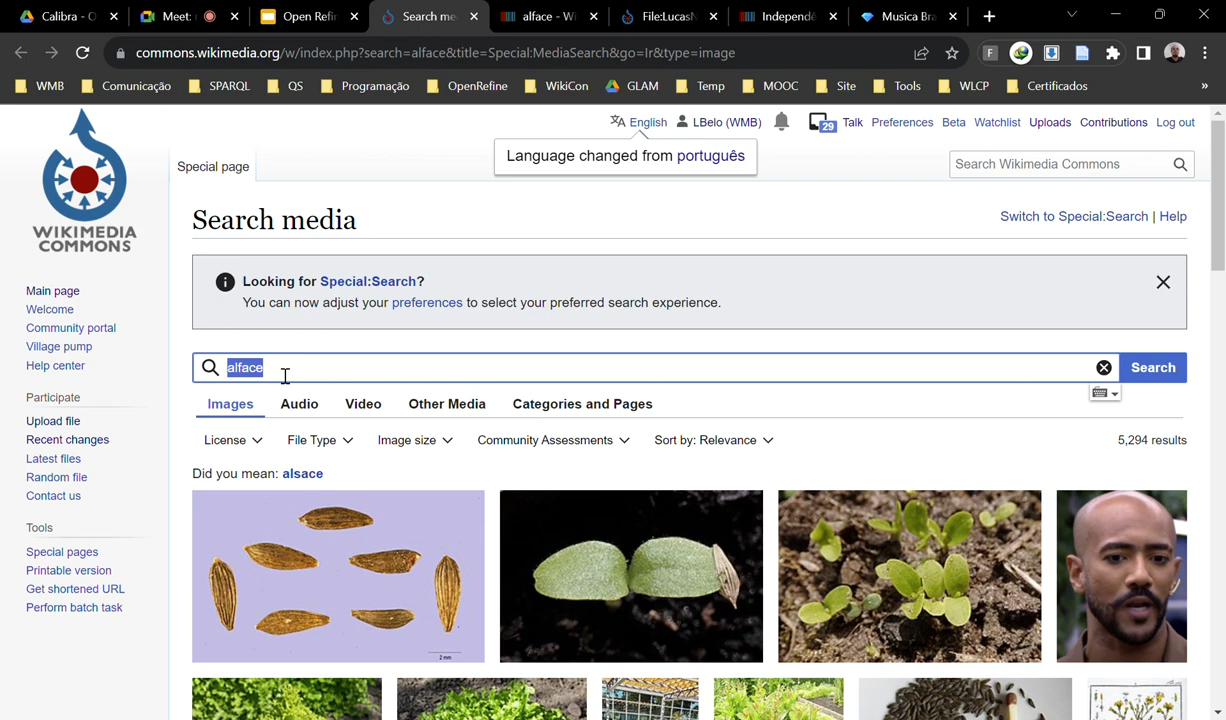 Calibra - O
Meet:
Open Refin
Search me
alface - Wi
File:LucasN
Independê
Musica Bra
commons.wikimedia.org/w/index.php?search=alface&title=Special:MediaSearch&go=Ir&type=image
WMB
Comunicação
SPARQL
QS
Programação
OpenRefine
WikiCon
GLAM
Temp
MOOC
Site
Tools
WLCP
Certificados
»
WIKIMEDIA
COMMONS
English
LBelo (WMB)
29
Talk
Preferences
Beta
Watchlist
Uploads
Contributions
Log out
Language changed from português
Special page
Search Wikimedia Commons
Search media
Switch to Special:Search | Help
Looking for Special:Search?
You can now adjust your preferences to select your preferred search experience.
Main page
Welcome
Community portal
Village pump
Help center
Participate
Upload file
Recent changes
Latest files
Random file
Contact us
Tools
Special pages
Printable version
Get shortened URL
Perform batch task
alface
Search
Images
Audio
Video
Other Media
Categories and Pages
License
File Type
Image size
Community Assessments
Sort by: Relevance
5,294 results
Did you mean: alsace
2 mm